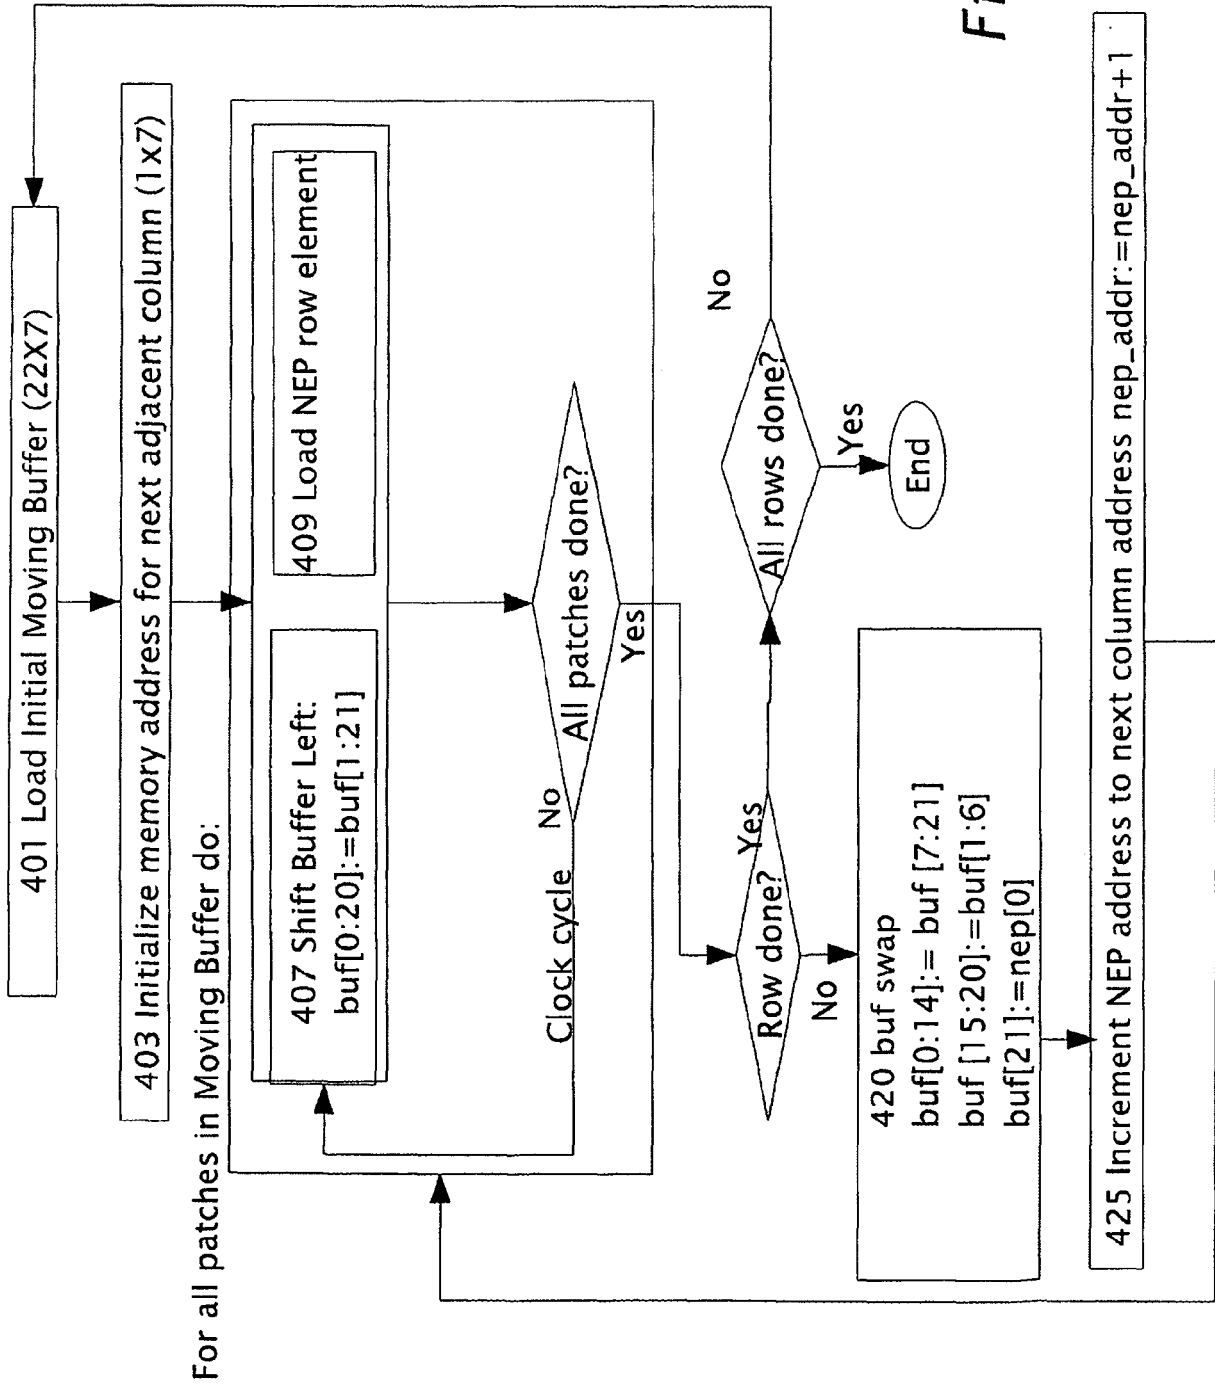 401 Load Initial Moving Buffer (22X7)
403 Initialize memory address for next adjacent column (1x7)
For all patches in Moving Buffer do:
407 Shift Buffer Left:
buf[0:20]:=buf[1:21]
409 Load NEP row element
Clock cycle
No
All patches done?
Yes
Row done?
Yes
No
All rows done?
No
Yes
End
420 buf swap
buf[0:14]:= buf [7:21]
buf [15:20]:=buf[1:6]
buf[21]:=nep[0]
425 Increment NEP address to next column address nep_addr:=nep_addr+1